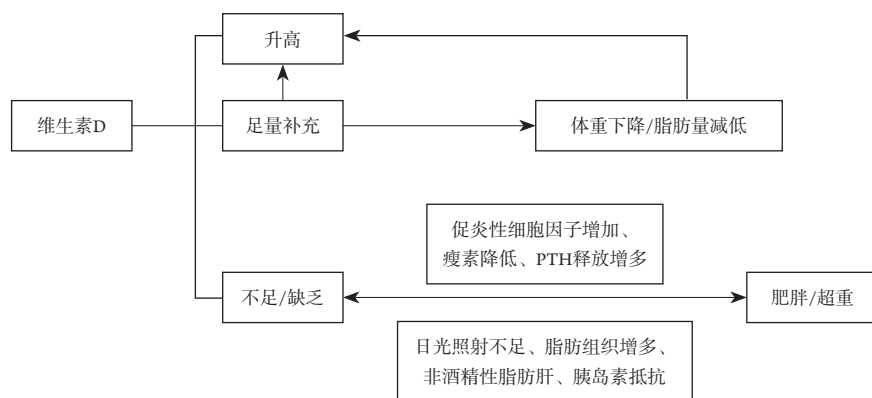 升高
维生素D
足量补充
体重下降/脂肪量减低
促炎性细胞因子增加、
瘦素降低、PTH释放增多
不足/缺乏
肥胖/超重
日光照射不足、脂肪组织增多、
非酒精性脂肪肝、胰岛素抵抗